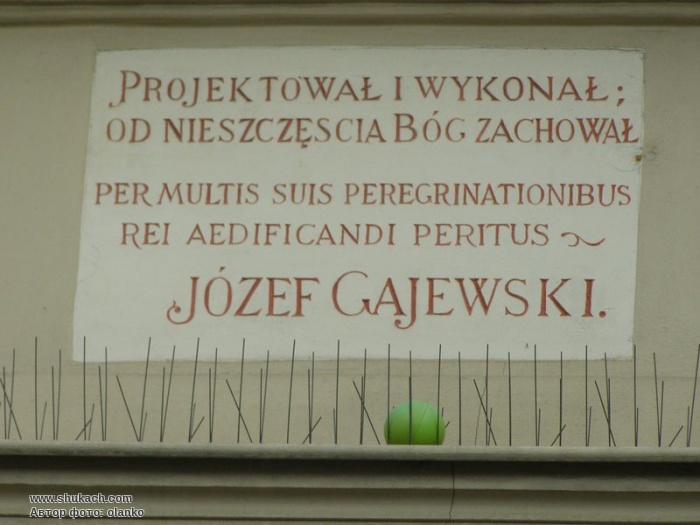 PROJEKTOWAŁ I WYKONAŁ;
OD NIESZCZĘSCIA BÓG ZACHOWAŁ
PER MULTIS SUIS PEREGRINATIONIBUS
REI AEDIFICANDI PERITUS ~
JÓZEF GAJEWSKI.
www.shukach.com
Автор фото: olanko